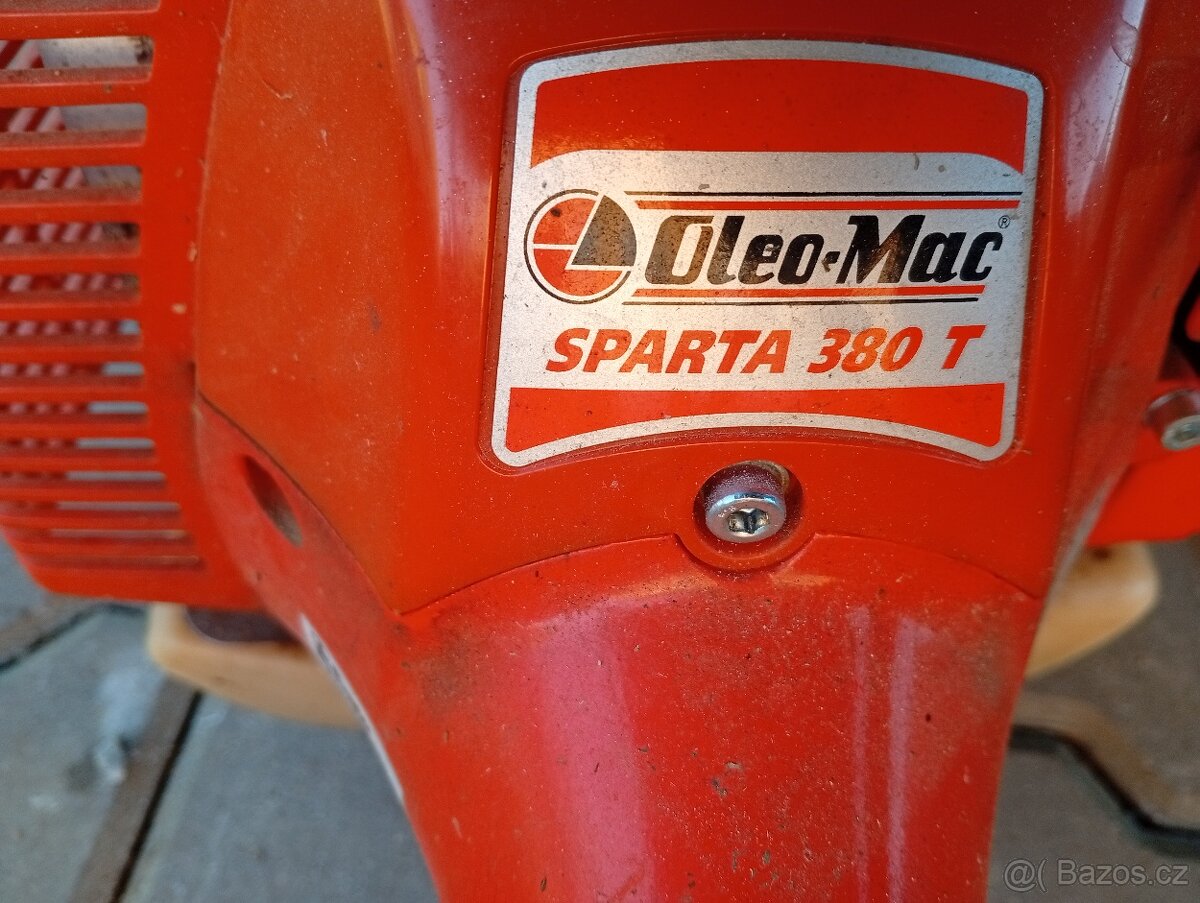 Oleo-Mac®
SPARTA 380 T
@( Bazos.cz